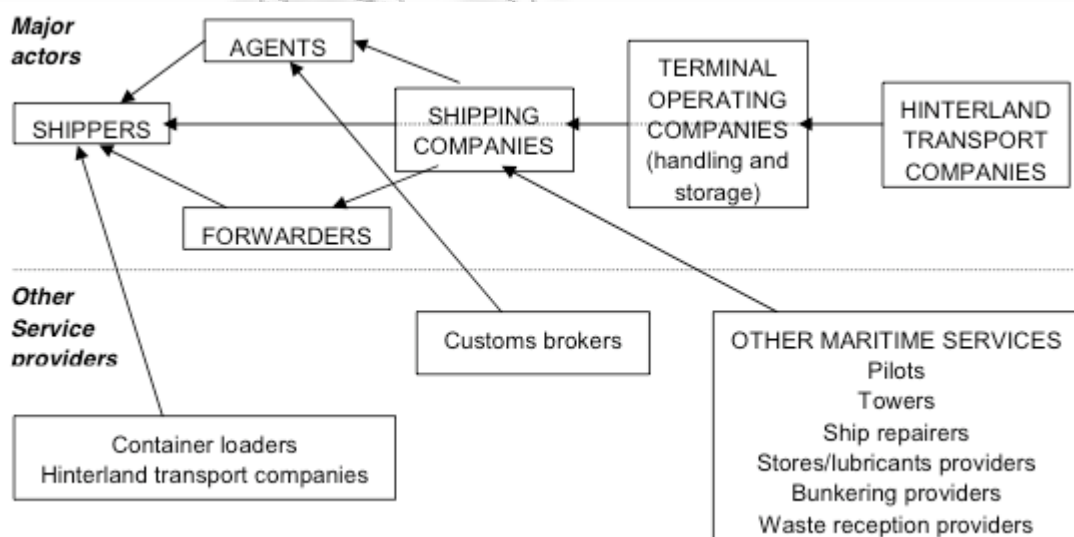 Major
actors
AGENTS
SHIPPERS
SHIPPING
COMPANIES
TERMINAL
OPERATING
COMPANIES
(handling and
storage)
HINTERLAND
TRANSPORT
COMPANIES
FORWARDERS
Other
Service
providers
Customs brokers
OTHER MARITIME SERVICES
Pilots
Towers
Ship repairers
Stores/lubricants providers
Bunkering providers
Waste reception providers
Container loaders
Hinterland transport companies